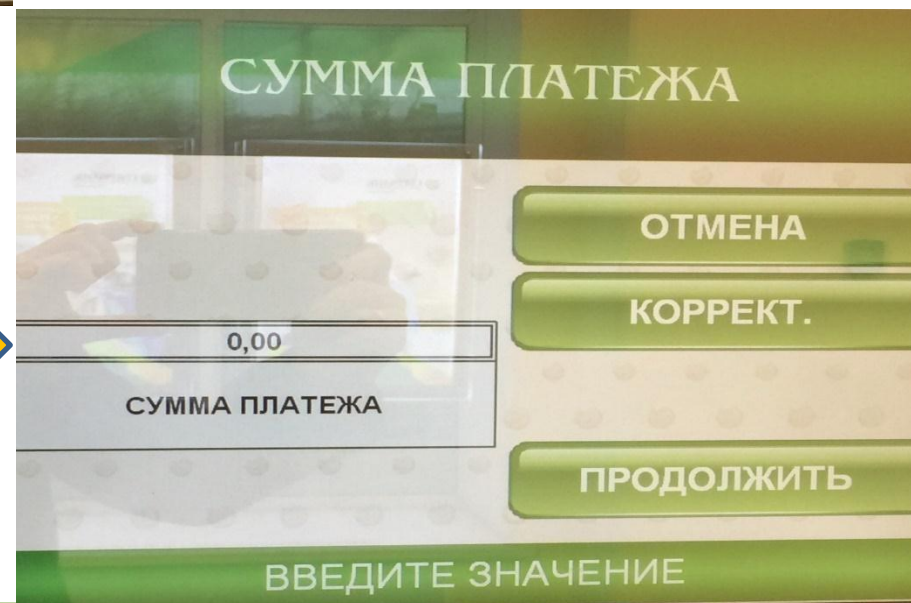 СУММА ПЛАТЕЖА
ОТМЕНА
КОРРЕКТ.
0,00
СУММА ПЛАТЕЖА
ПРОДОЛЖИТЬ
ВВЕДИТЕ ЗНАЧЕНИЕ